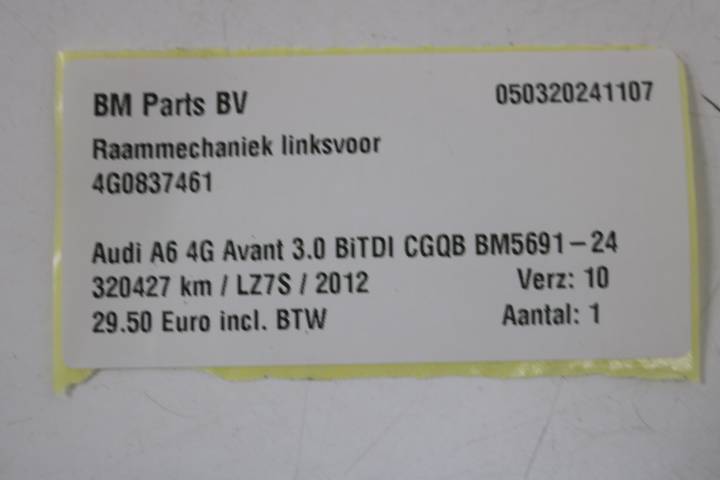 BM Parts BV 050320241107
Raammechaniek linksvoor
4G0837461
Audi A6 4G Avant 3.0 BiTDI CGQB BM5691-24
320427 km / LZ7S / 2012 Verz: 10
29.50 Euro incl. BTW Aantal: 1